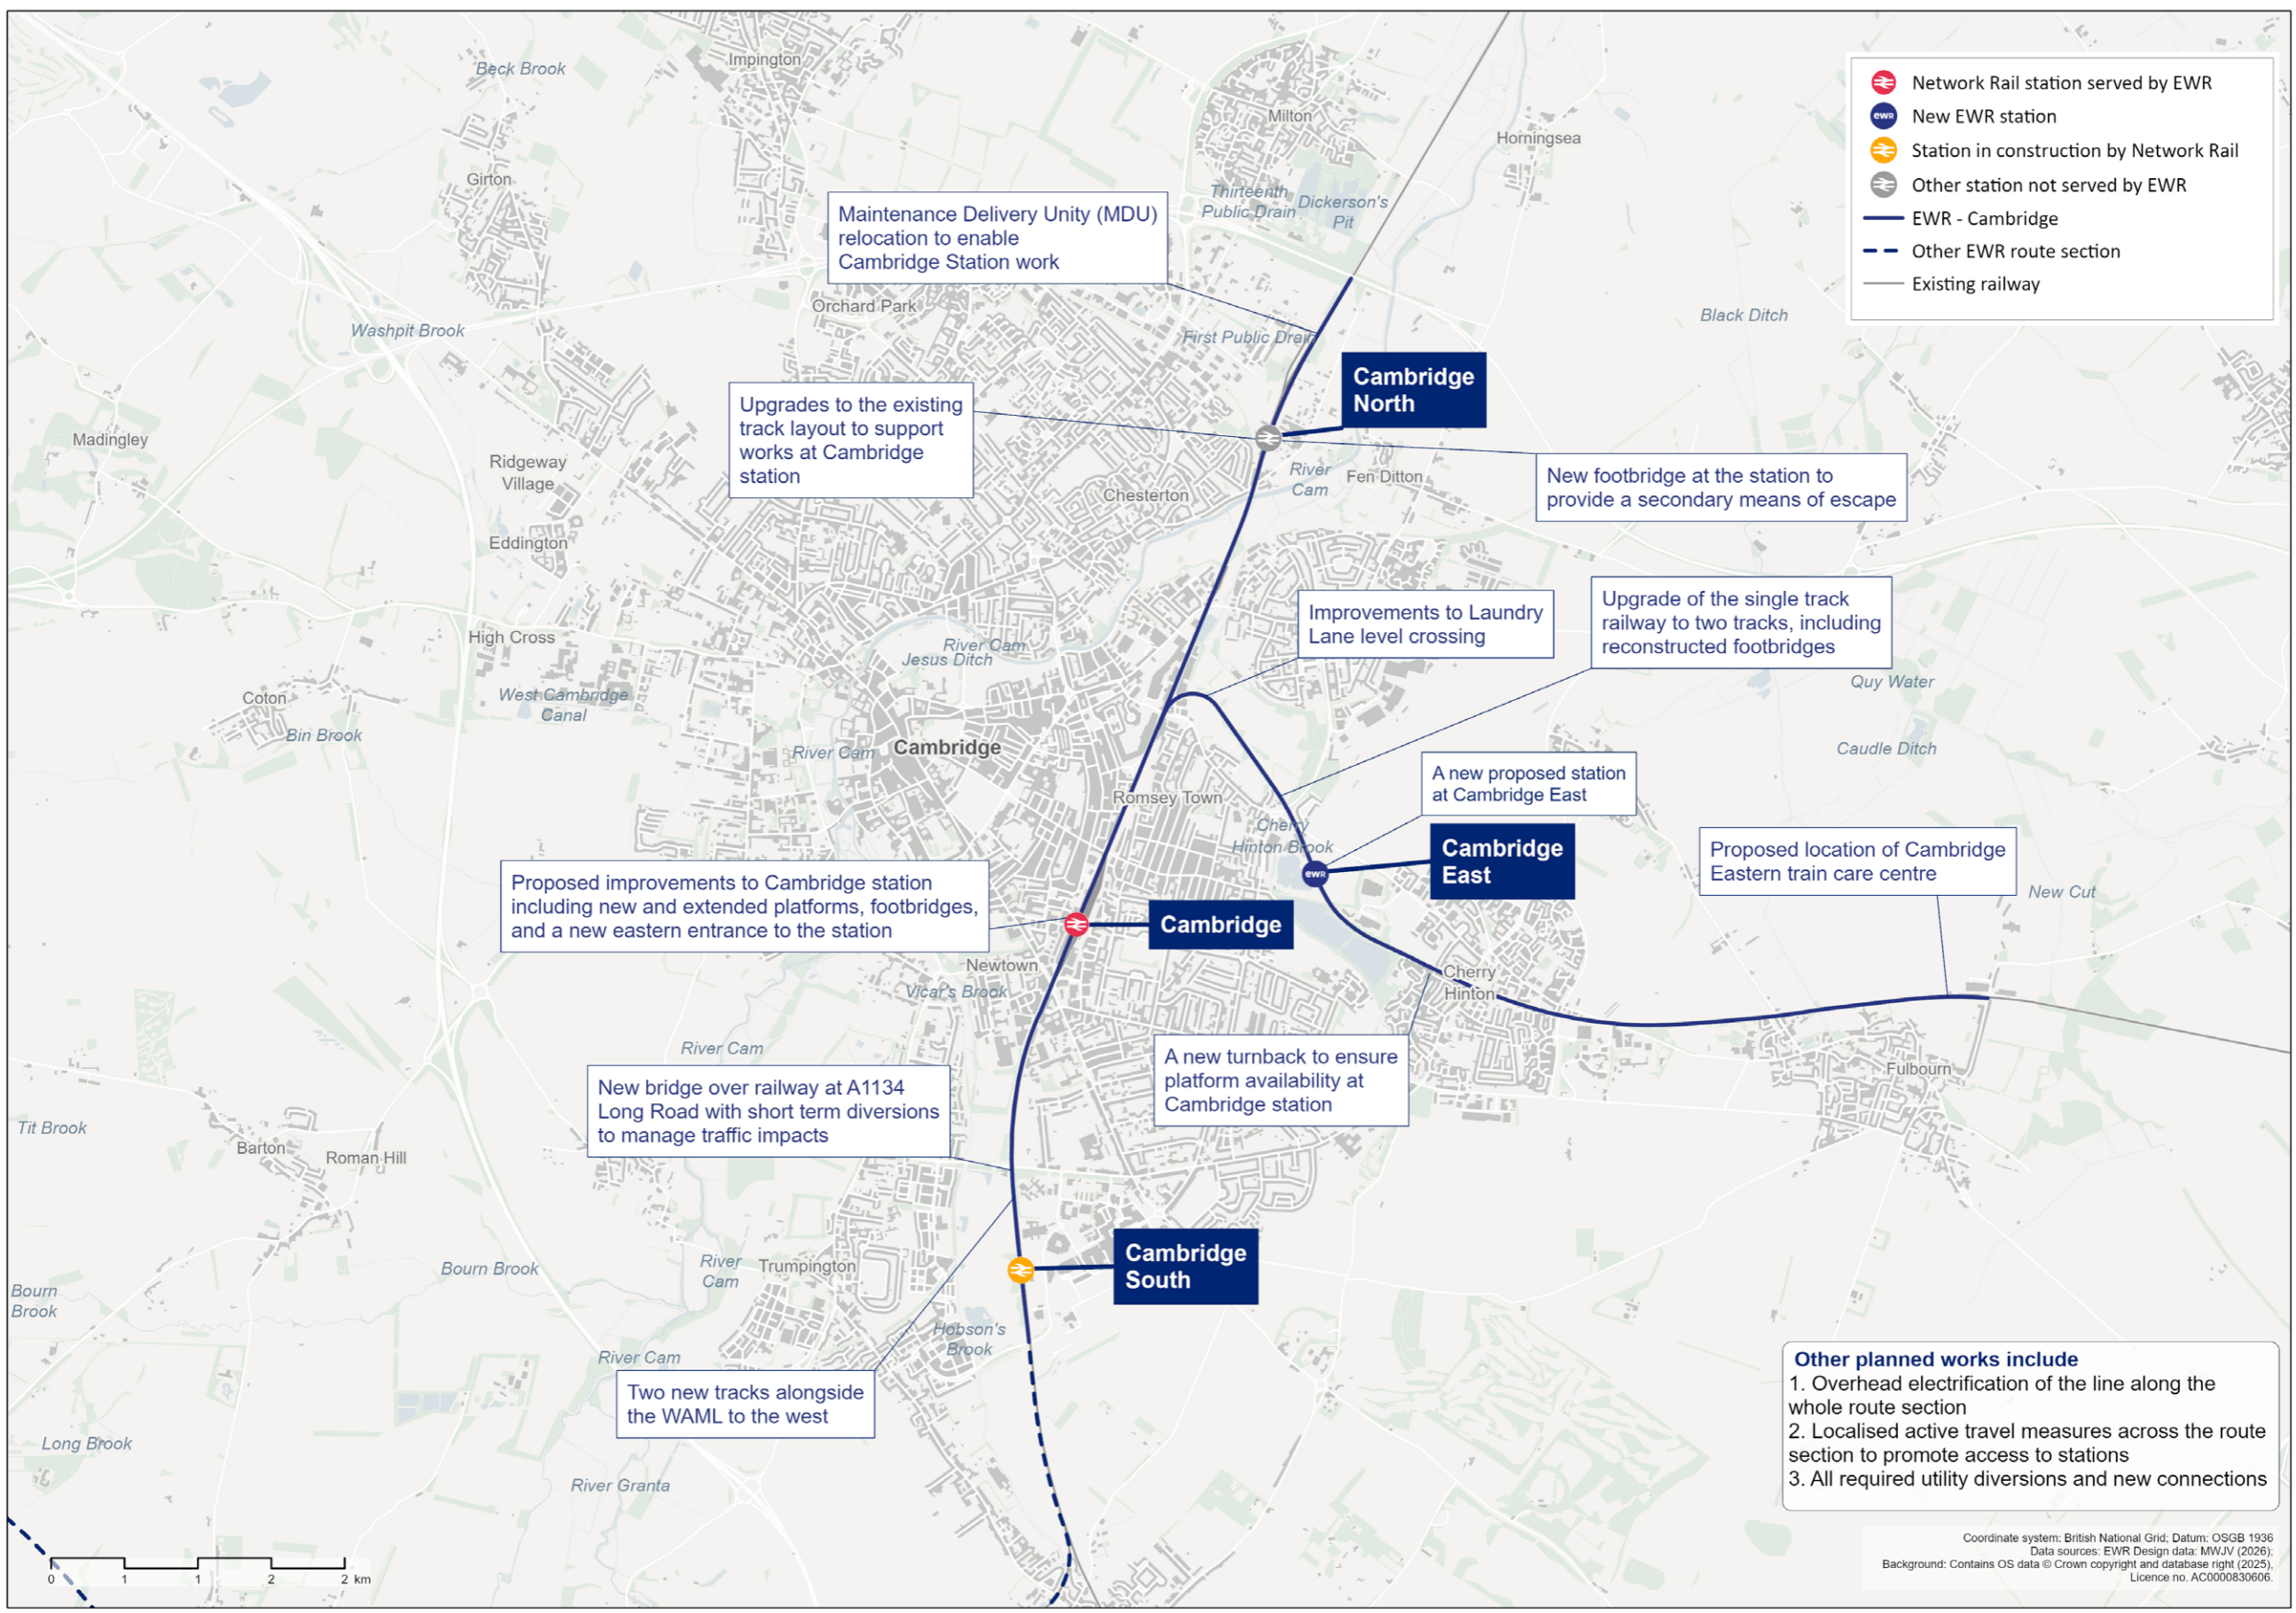 Impington
Beck Brook
Milton
Horningsea
Girton
Thirteenth
Public Drain
Dickerson's
Pit
Network Rail station served by EWR
ewr
New EWR station
Station in construction by Network Rail
Other station not served by EWR
EWR - Cambridge
Other EWR route section
Existing railway
Maintenance Delivery Unity (MDU)
relocation to enable
Cambridge Station work
Orchard Park
Washpit Brook
First Public Drain
Black Ditch
Cambridge
North
Upgrades to the existing
track layout to support
works at Cambridge
station
Madingley
Ridgeway
Village
Chesterton
River
Cam
Fen Ditton
New footbridge at the station to
provide a secondary means of escape
Eddington
High Cross
River Cam
Jesus Ditch
Improvements to Laundry
Lane level crossing
Upgrade of the single track
railway to two tracks, including
reconstructed footbridges
Quy Water
Coton
West Cambridge
Canal
Bin Brook
River Cam
Cambridge
Caudle Ditch
Romsey Town
A new proposed station
at Cambridge East
Cherry
Hinton Brook
ewr
Cambridge
East
Proposed location of Cambridge
Eastern train care centre
New Cut
Proposed improvements to Cambridge station
including new and extended platforms, footbridges,
and a new eastern entrance to the station
Cambridge
Newtown
Vicar's Brook
Cherry
Hinton
River Cam
A new turnback to ensure
platform availability at
Cambridge station
Fulbourn
New bridge over railway at A1134
Long Road with short term diversions
to manage traffic impacts
Tit Brook
Barton
Roman Hill
Cambridge
South
Bourn Brook
River
Cam
Trumpington
Bourn
Brook
Hobson's
Brook
River Cam
Two new tracks alongside
the WAML to the west
Long Brook
River Granta
Other planned works include
1. Overhead electrification of the line along the
whole route section
2. Localised active travel measures across the route
section to promote access to stations
3. All required utility diversions and new connections
0 1 1 2 2 km
Coordinate system: British National Grid; Datum: OSGB 1936
Data sources: EWR Design data: MWJV (2026);
Background: Contains OS data © Crown copyright and database right (2025),
Licence no. AC0000830606.